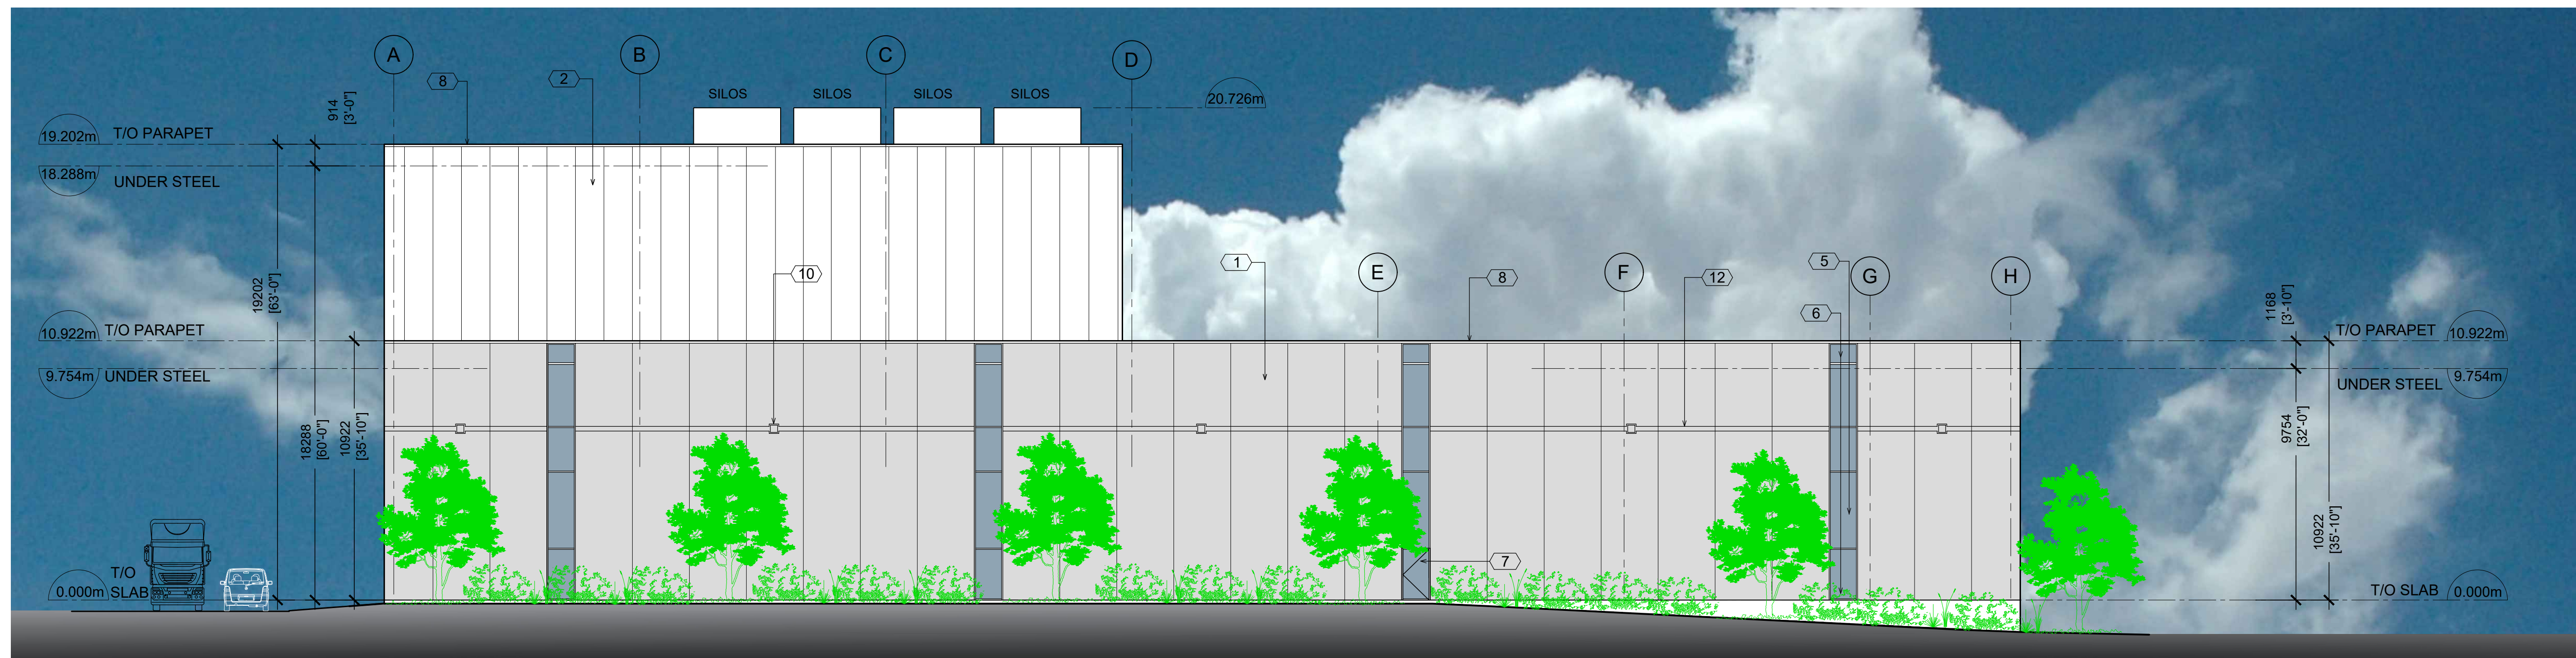 A
B
C
D
8
2
SILOS
SILOS
SILOS
SILOS
20.726m
914
[3'-0"]
19.202m
T/O PARAPET
18.288m
UNDER STEEL
19202
[63'-0"]
10
1
E
8
F
12
5
G
H
6
1168
[3'-10"]
10.922m
T/O PARAPET
T/O PARAPET
10.922m
9.754m
UNDER STEEL
UNDER STEEL
9.754m
18288
[60'-0"]
10922
[35'-10"]
9754
[32'-0"]
10922
[35'-10"]
7
T/O
0.000m
SLAB
T/O SLAB
0.000m